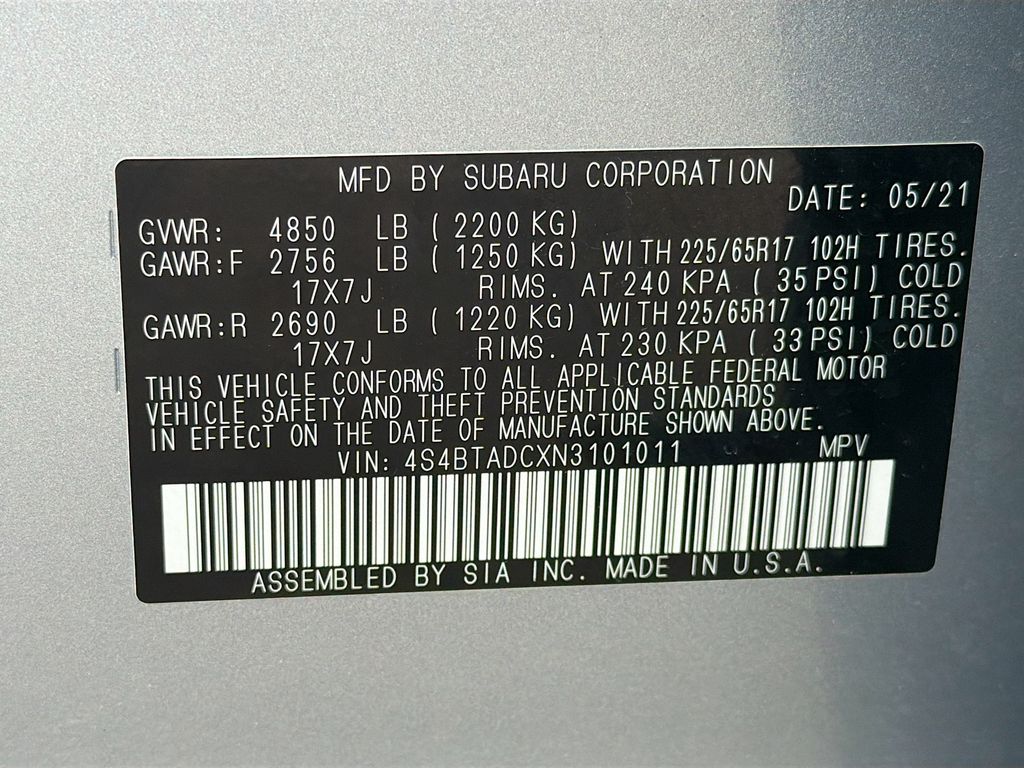 MFD BY SUBARU CORPORATION
DATE: 05/21
GVWR: 4850 LB ( 2200 KG)
GAWR:F 2756 LB ( 1250 KG) WITH 225/65R17 102H TIRES.
17X7J RIMS. AT 240 KPA ( 35 PSI) COLD
GAWR:R 2690 LB ( 1220 KG) WITH 225/65R17 102H TIRES.
17X7J RIMS. AT 230 KPA ( 33 PSI) COLD
THIS VEHICLE CONFORMS TO ALL APPLICABLE FEDERAL MOTOR
VEHICLE SAFETY AND THEFT PREVENTION STANDARDS
IN EFFECT ON THE DATE OF MANUFACTURE SHOWN ABOVE.
VIN: 4S4BTADCXN3101011 MPV
ASSEMBLED BY SIA INC. MADE IN U.S.A.